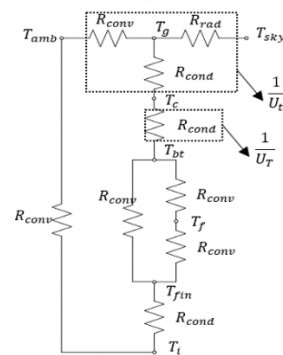 R_conv T_g R_rad
T_amb T_sky
R_cond
T_c 1/U_t
R_cond
T_bt 1/U_T
R_conv R_conv R_conv
T_f
R_conv
T_fin
R_cond
T_i